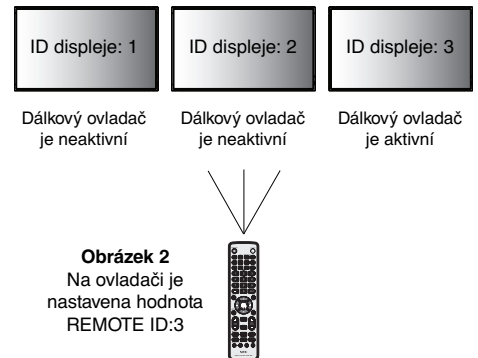 ID displeje: 1
ID displeje: 2
ID displeje: 3
Dálkový ovladač
je neaktivní
Dálkový ovladač
je neaktivní
Dálkový ovladač
je aktivní
Obrázek 2
Na ovladači je
nastavena hodnota
REMOTE ID:3